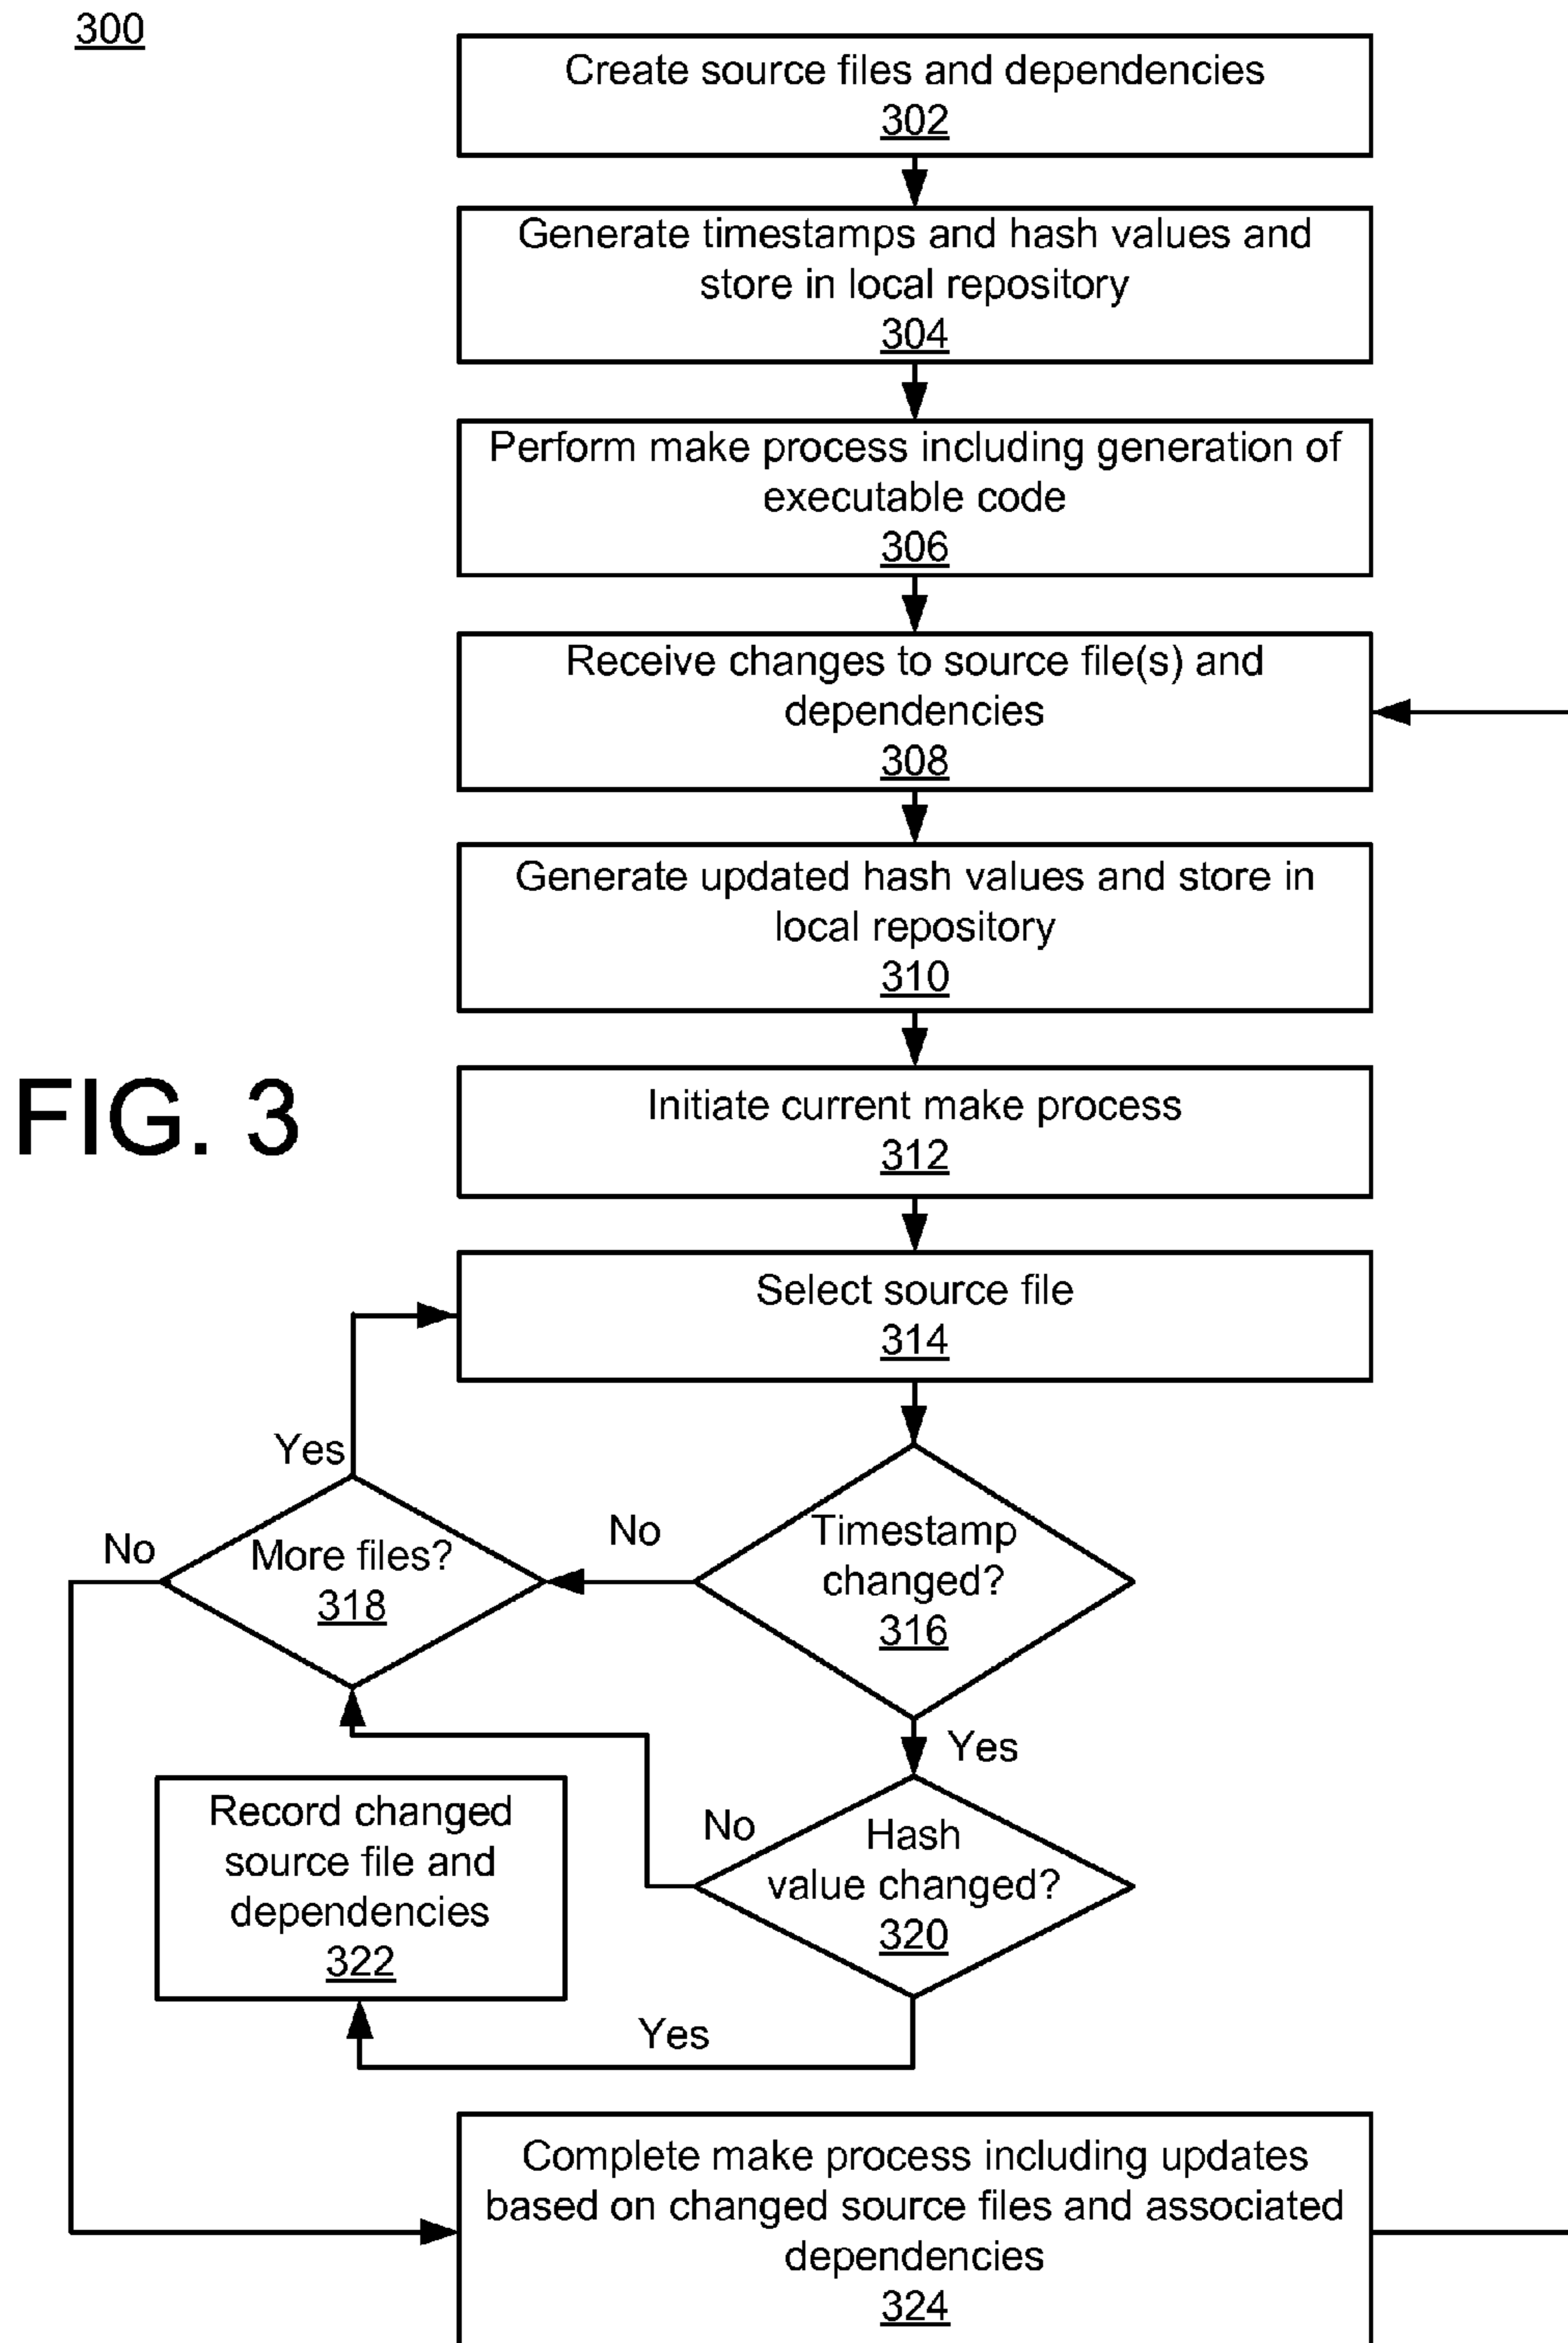 300
Create source files and dependencies
302
Generate timestamps and hash values and
store in local repository
304
Perform make process including generation of
executable code
306
Receive changes to source file(s) and
dependencies
308
Generate updated hash values and store in
local repository
310
FIG. 3
Initiate current make process
312
Select source file
314
Yes
No
More files?
318
No
Timestamp
changed?
316
Yes
No
Hash
value changed?
320
Record changed
source file and
dependencies
322
Yes
Complete make process including updates
based on changed source files and associated
dependencies
324